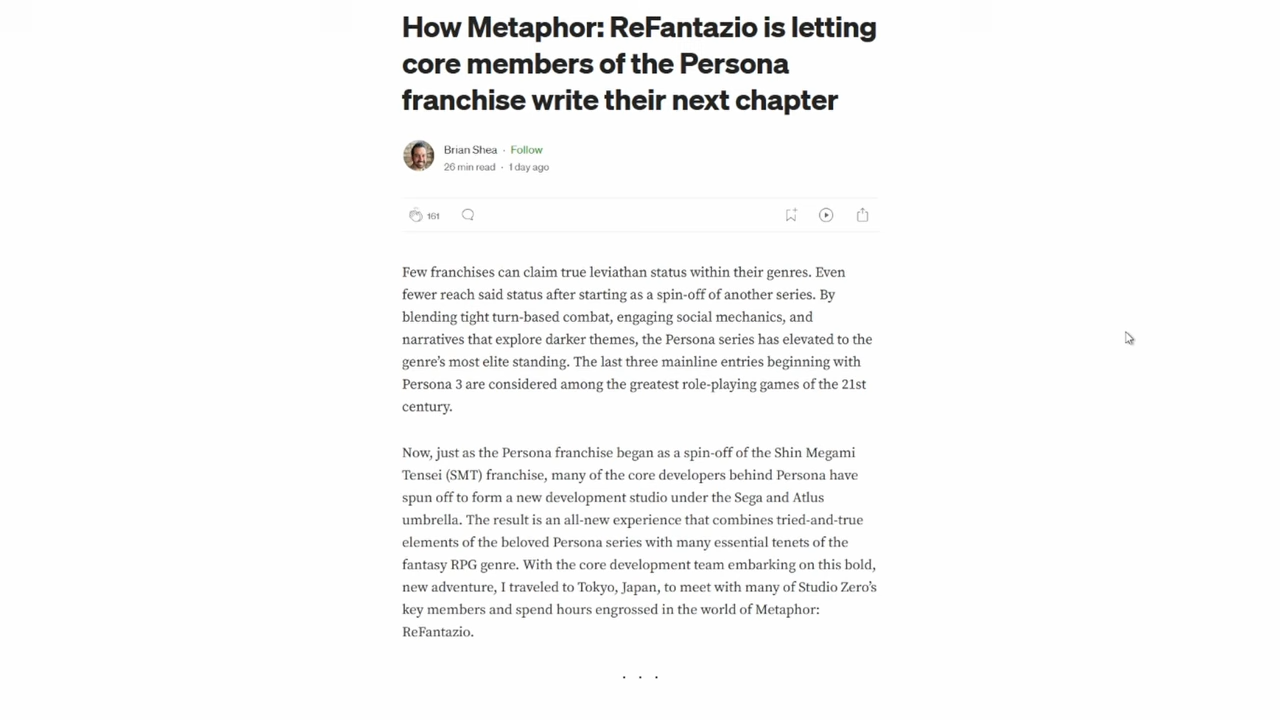 How Metaphor: ReFantazio is letting
core members of the Persona
franchise write their next chapter
Brian Shea · Follow
26 min read · 1 day ago
161
Few franchises can claim true leviathan status within their genres. Even
fewer reach said status after starting as a spin-off of another series. By
blending tight turn-based combat, engaging social mechanics, and
narratives that explore darker themes, the Persona series has elevated to the
genre's most elite standing. The last three mainline entries beginning with
Persona 3 are considered among the greatest role-playing games of the 21st
century.
Now, just as the Persona franchise began as a spin-off of the Shin Megami
Tensei (SMT) franchise, many of the core developers behind Persona have
spun off to form a new development studio under the Sega and Atlus
umbrella. The result is an all-new experience that combines tried-and-true
elements of the beloved Persona series with many essential tenets of the
fantasy RPG genre. With the core development team embarking on this bold,
new adventure, I traveled to Tokyo, Japan, to meet with many of Studio Zero's
key members and spend hours engrossed in the world of Metaphor:
ReFantazio.
. . .